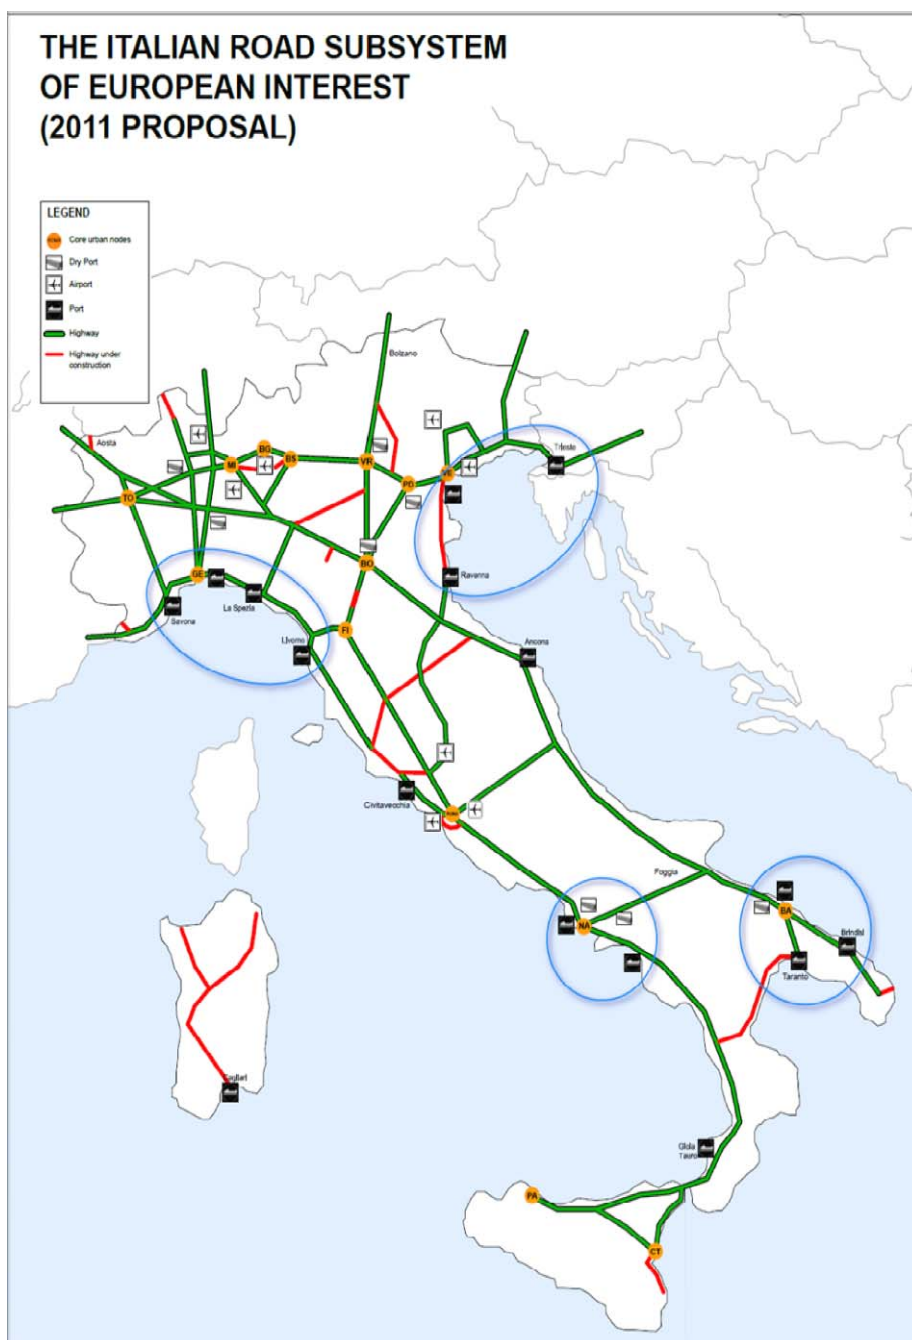 THE ITALIAN ROAD SUBSYSTEM
OF EUROPEAN INTEREST
(2011 PROPOSAL)
LEGEND
Core urban nodes
Dry Port
Airport
Port
Highway
Highway under
construction
Bolzano
Aosta
Trieste
BG
MI
BS
VR
VE
PD
TO
BO
GE
Ravenna
La Spezia
Savona
FI
Livorno
Ancona
Civitavecchia
ROMA
Foggia
BA
NA
Brindisi
Taranto
Cagliari
Gioia
Tauro
PA
CT